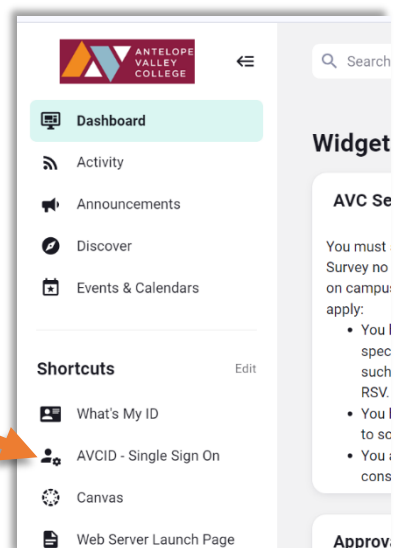 ANTELOPE
VALLEY
COLLEGE
Dashboard
Activity
Announcements
Discover
Events & Calendars
Shortcuts Edit
What's My ID
AVCID - Single Sign On
Canvas
Web Server Launch Page
Search
Widget
AVC Se
You must
Survey no
on campu
apply:
• You
spec
such
RSV.
• You
to sc
• You
cons
Approv